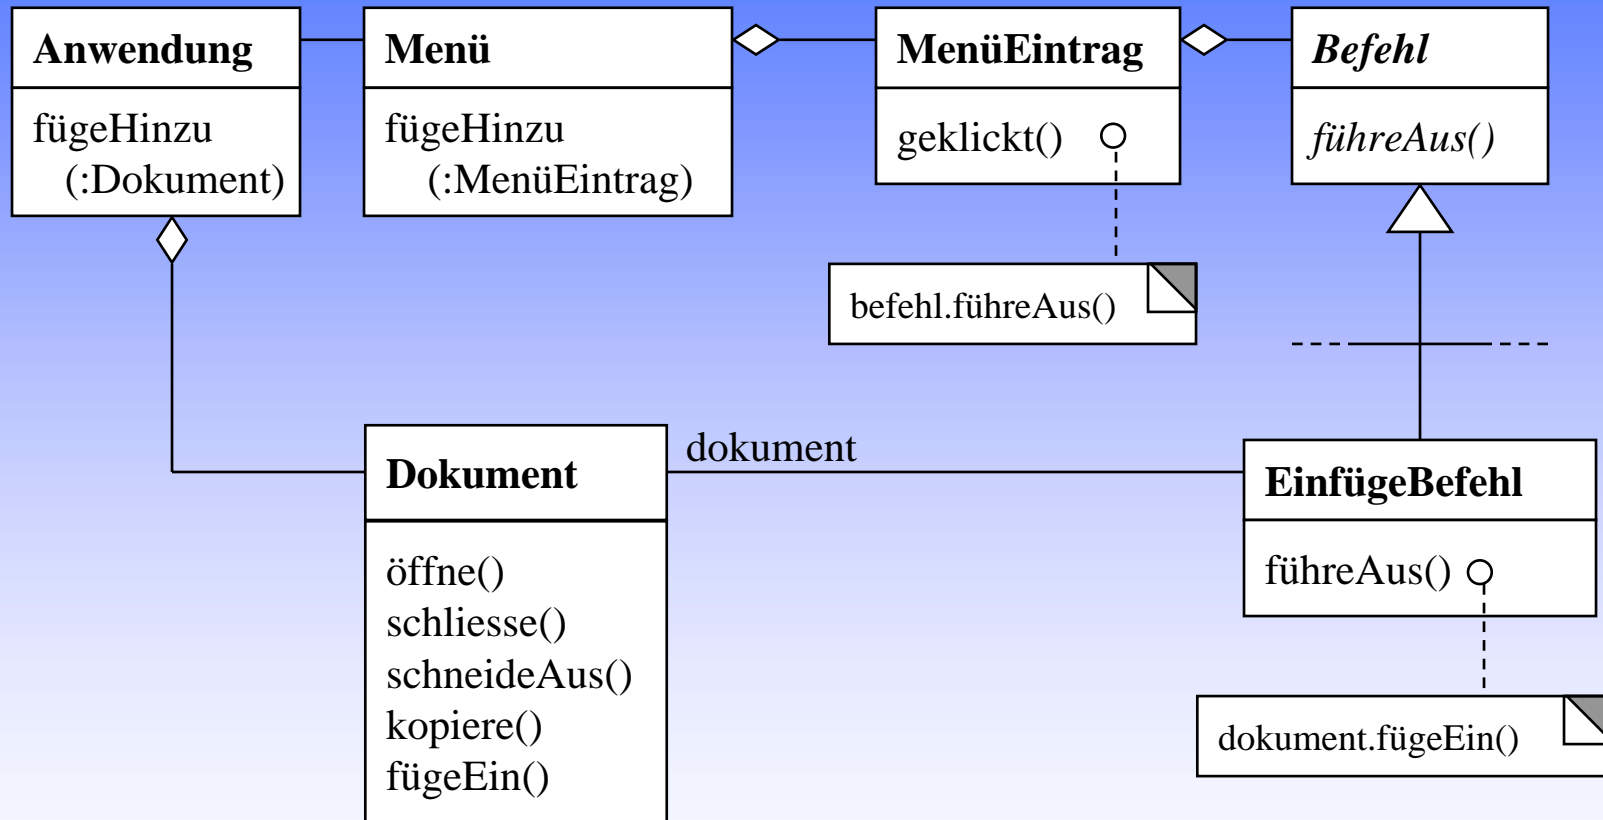 Anwendung
fügeHinzu
(:Dokument)
Menü
fügeHinzu
(:MenüEintrag)
MenüEintrag
geklickt()
Befehl
führeAus()
befehl.führeAus()
Dokument
öffne()
schliesse()
schneideAus()
kopiere()
fügeEin()
dokument
EinfügeBefehl
führeAus()
dokument.fügeEin()